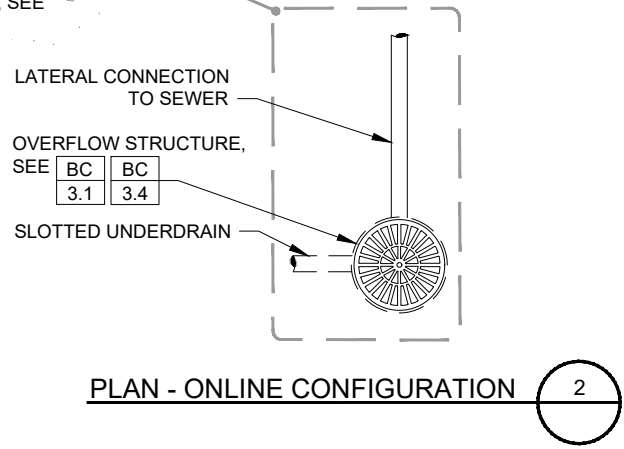 , SEE
LATERAL CONNECTION
TO SEWER
OVERFLOW STRUCTURE,
SEE BC BC
3.1 3.4
SLOTTED UNDERDRAIN
PLAN - ONLINE CONFIGURATION 2